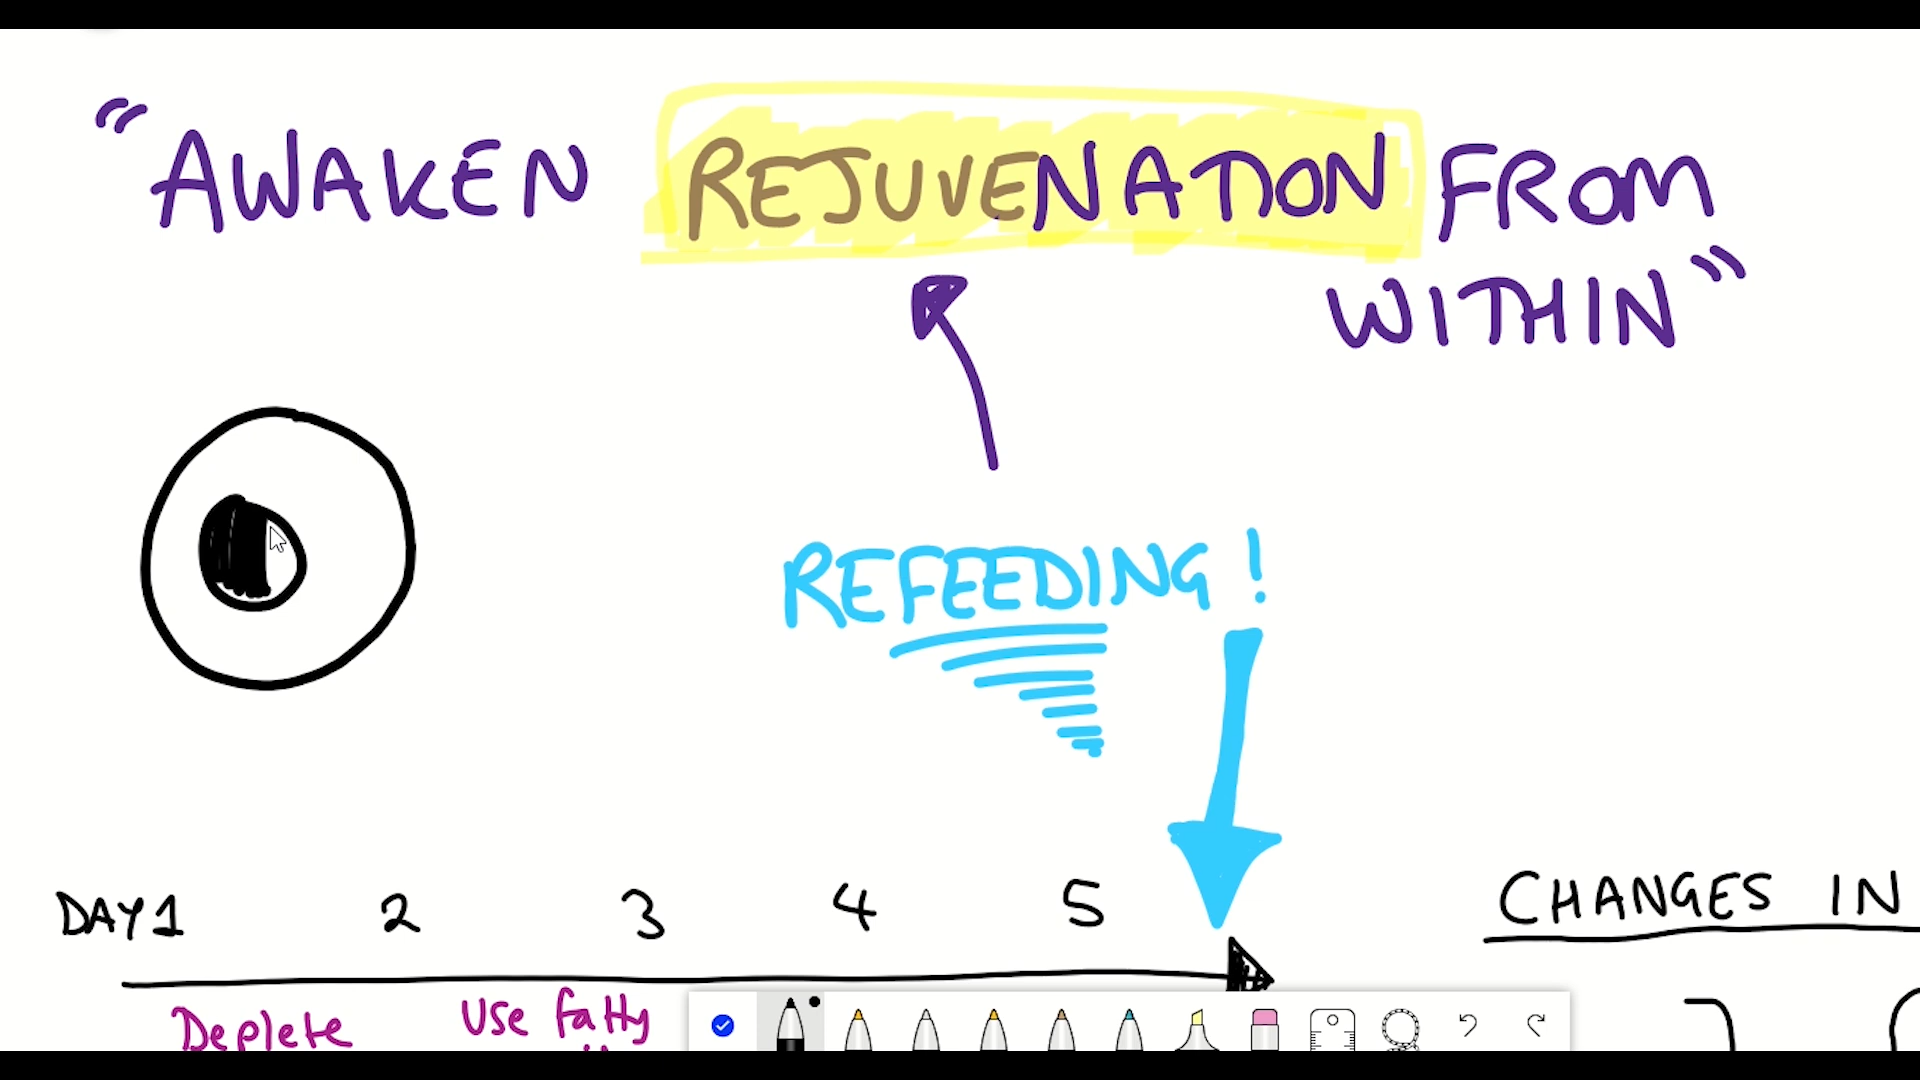 "AWAKEN REJUVENATION FROM
WITHIN"
REFEEDING!
DAY 1 2 3 4 5
CHANGES IN
Deplete
Use fatty